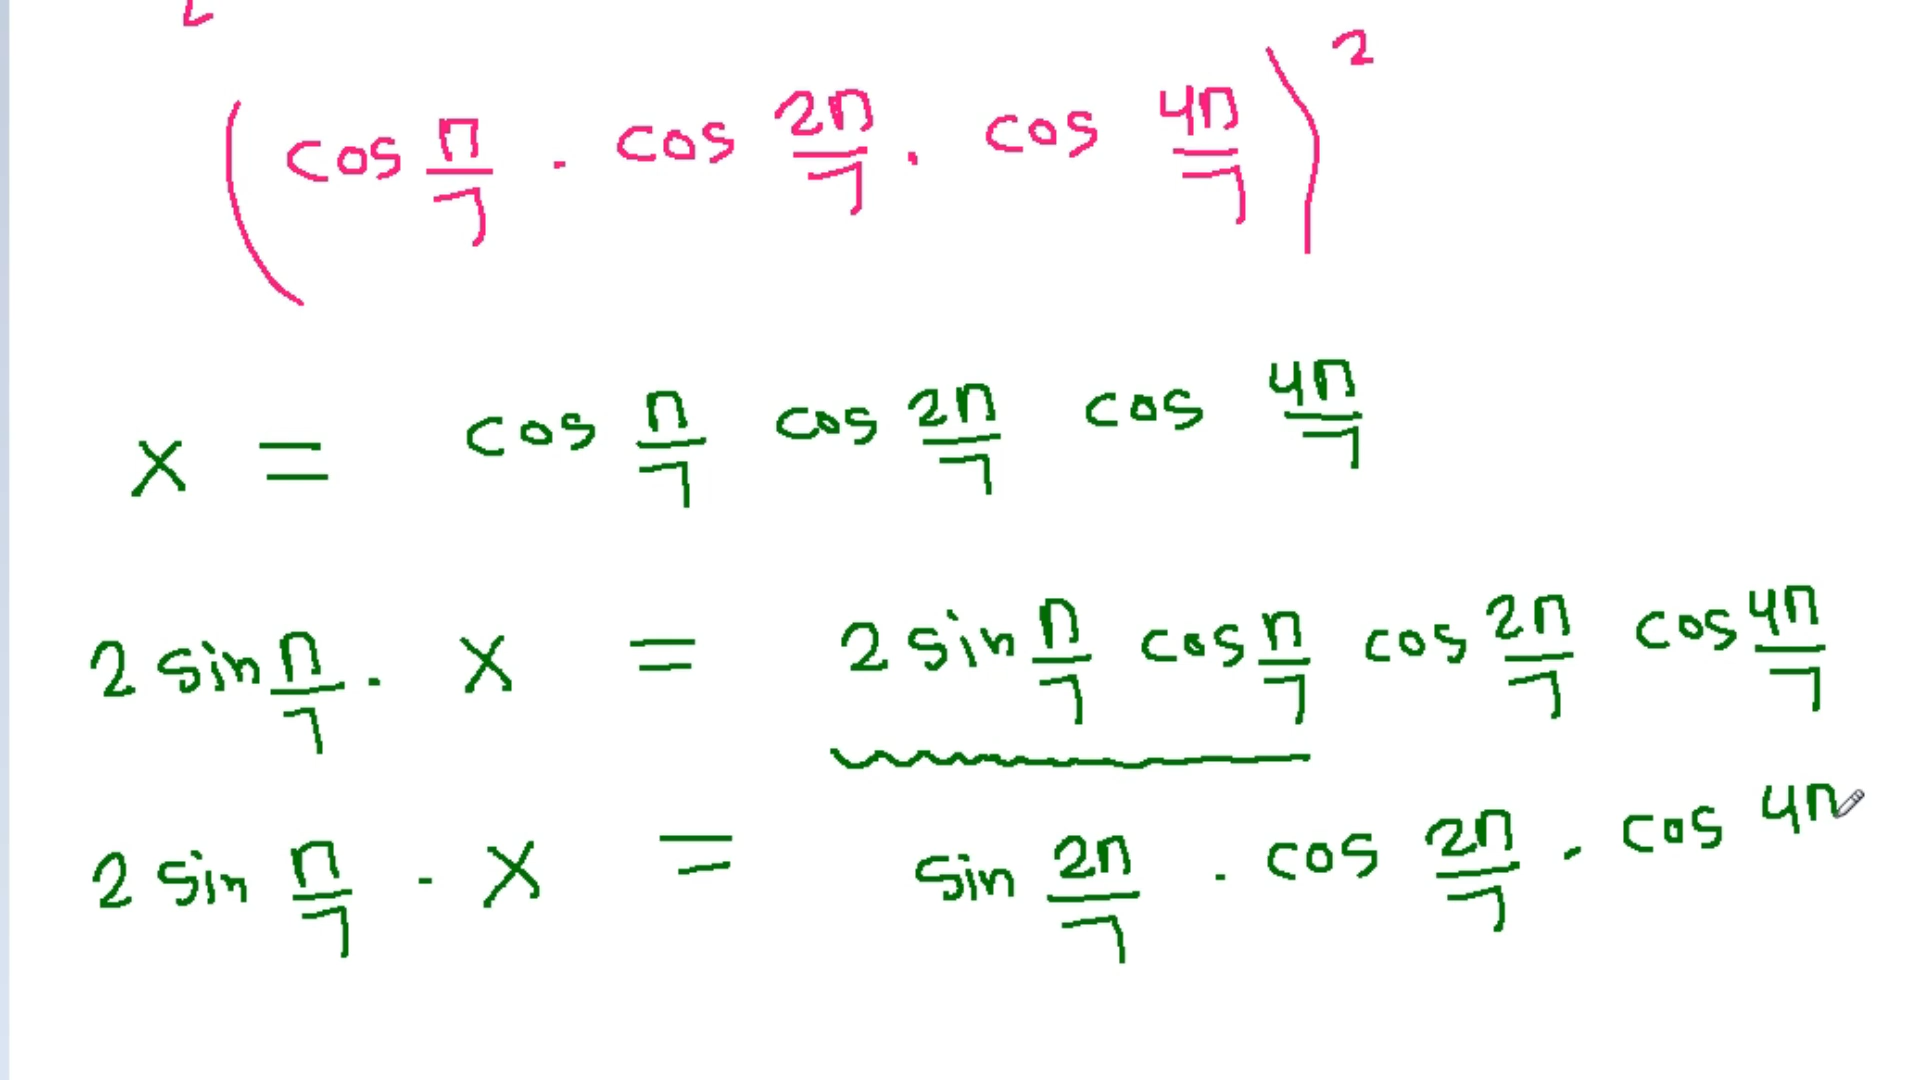 2
(cos π/7 . cos 2π/7 . cos 4π/7)^2
x = cos π/7 cos 2π/7 cos 4π/7
2 sin π/7 . x = 2 sin π/7 cos π/7 cos 2π/7 cos 4π/7
2 sin π/7 . x = sin 2π/7 . cos 2π/7 . cos 4π